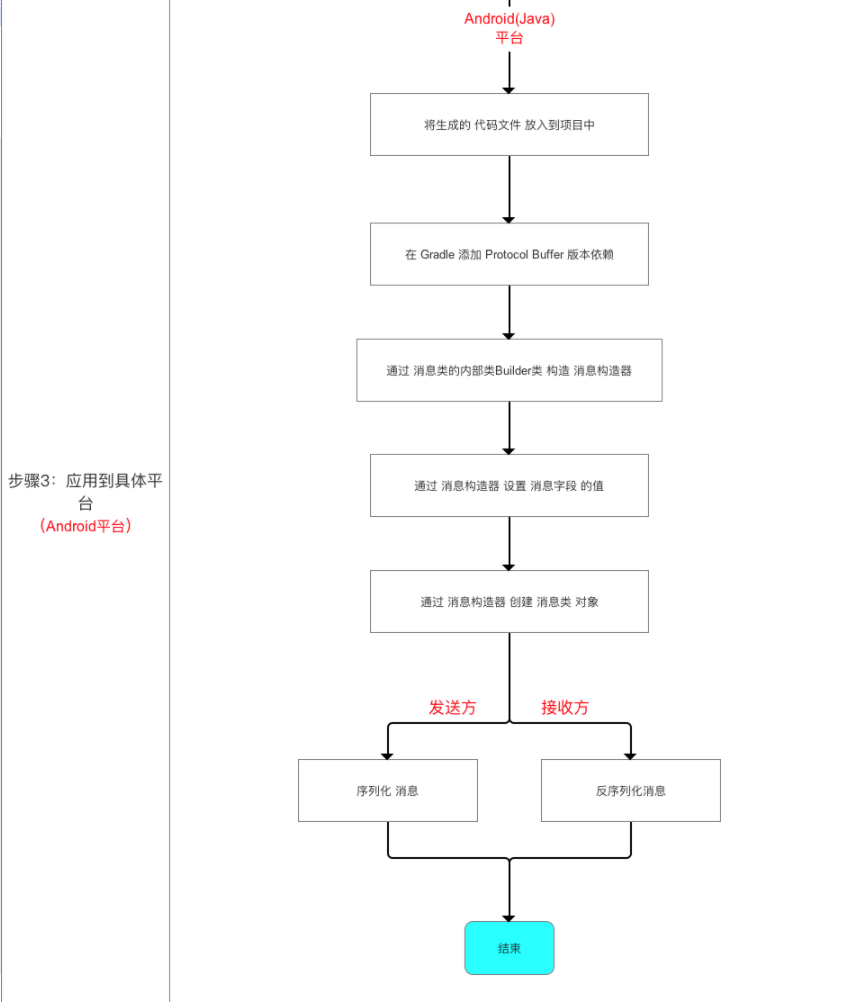 Android(Java)
平台
将生成的 代码文件 放入到项目中
在 Gradle 添加 Protocol Buffer 版本依赖
通过 消息类的内部类Builder类 构造 消息构造器
步骤3：应用到具体平
台
（Android平台）
通过 消息构造器 设置 消息字段 的值
通过 消息构造器 创建 消息类 对象
发送方
接收方
序列化 消息
反序列化消息
结束